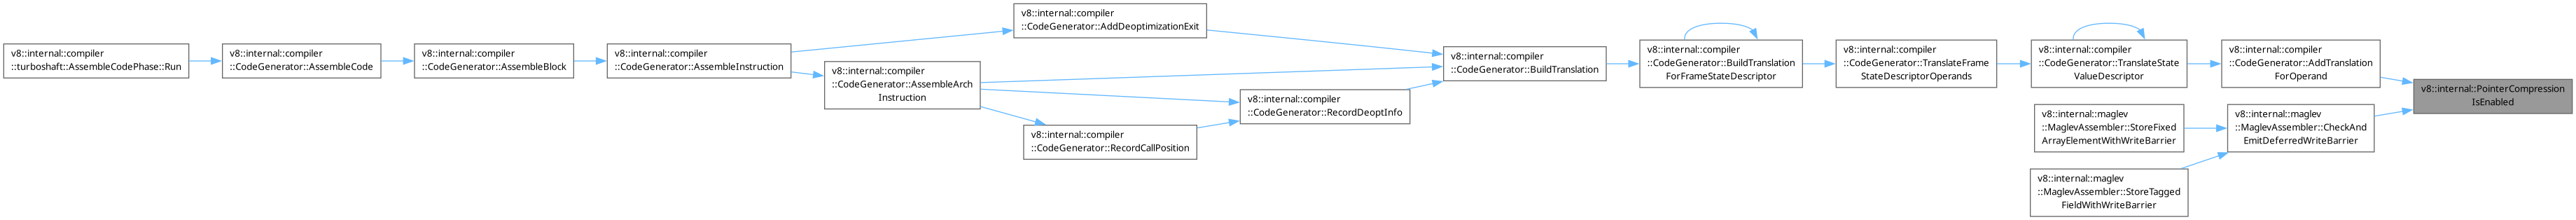 v8::internal::compiler
::turboshaft::AssembleCodePhase::Run
v8::internal::compiler
::CodeGenerator::AssembleCode
v8::internal::compiler
::CodeGenerator::AssembleBlock
v8::internal::compiler
::CodeGenerator::AssembleInstruction
v8::internal::compiler
::CodeGenerator::AssembleArch
Instruction
v8::internal::compiler
::CodeGenerator::AddDeoptimizationExit
v8::internal::compiler
::CodeGenerator::RecordCallPosition
v8::internal::compiler
::CodeGenerator::RecordDeoptInfo
v8::internal::compiler
::CodeGenerator::BuildTranslation
v8::internal::compiler
::CodeGenerator::BuildTranslation
ForFrameStateDescriptor
v8::internal::compiler
::CodeGenerator::TranslateFrame
StateDescriptorOperands
v8::internal::compiler
::CodeGenerator::TranslateState
ValueDescriptor
v8::internal::compiler
::CodeGenerator::AddTranslation
ForOperand
v8::internal::PointerCompression
IsEnabled
v8::internal::maglev
::MaglevAssembler::StoreFixed
ArrayElementWithWriteBarrier
v8::internal::maglev
::MaglevAssembler::CheckAnd
EmitDeferredWriteBarrier
v8::internal::maglev
::MaglevAssembler::StoreTagged
FieldWithWriteBarrier